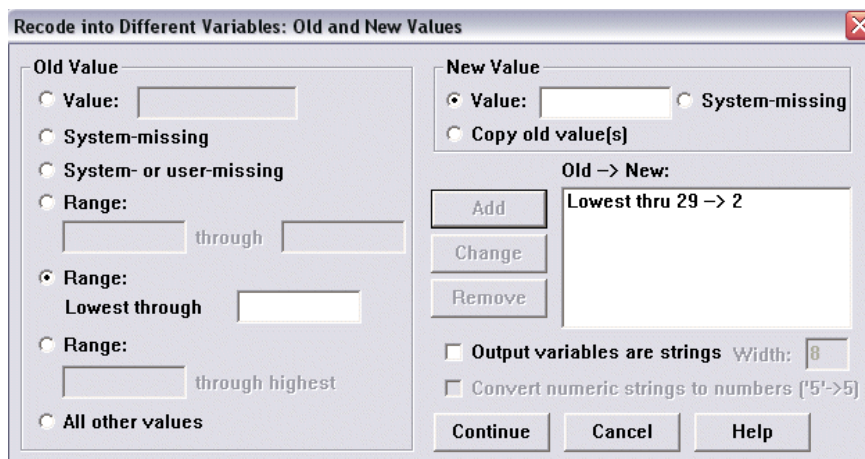 Recode into Different Variables: Old and New Values
Old Value
Value:
System-missing
System- or user-missing
Range:
through
Range:
Lowest through
Range:
through highest
All other values
New Value
Value:
System-missing
Copy old value(s)
Old --> New:
Add
Change
Remove
Lowest thru 29 --> 2
Output variables are strings Width: 8
Convert numeric strings to numbers ('5'->5)
Continue
Cancel
Help